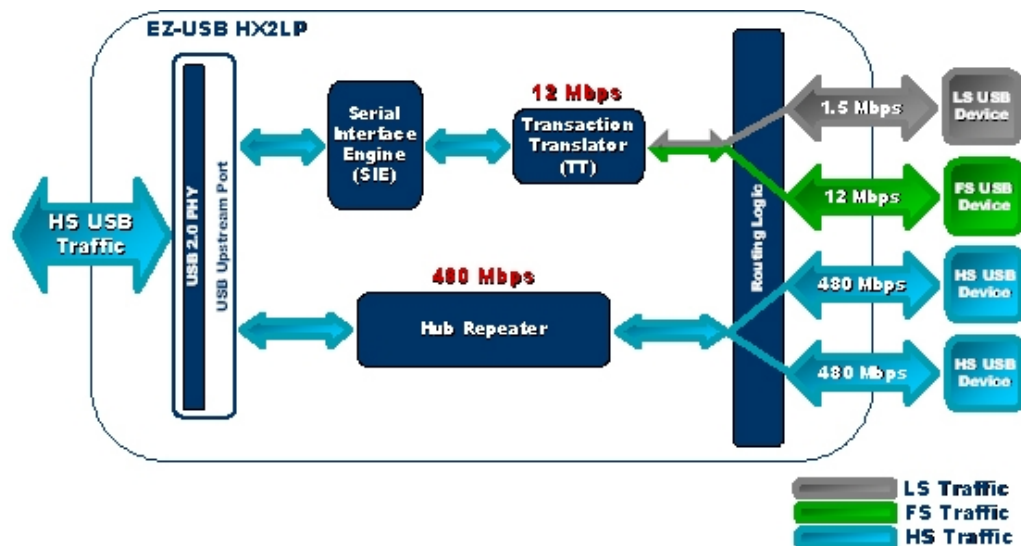 EZ-USB HX2LP
HS USB
Traffic
USB 2.0 PHY
USB Upstream Port
Serial
Interface
Engine
(SIE)
12 Mbps
Transaction
Translator
(TT)
480 Mbps
Hub Repeater
Routing Logic
1.5 Mbps
LS USB
Device
12 Mbps
FS USB
Device
480 Mbps
HS USB
Device
480 Mbps
HS USB
Device
LS Traffic
FS Traffic
HS Traffic